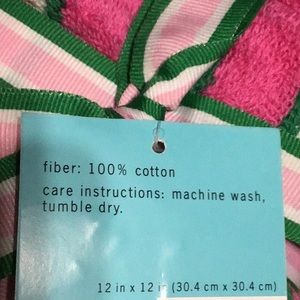 fiber: 100% cotton
care instructions: machine wash,
tumble dry.
12 in x 12 in (30.4 cm x 30.4 cm)